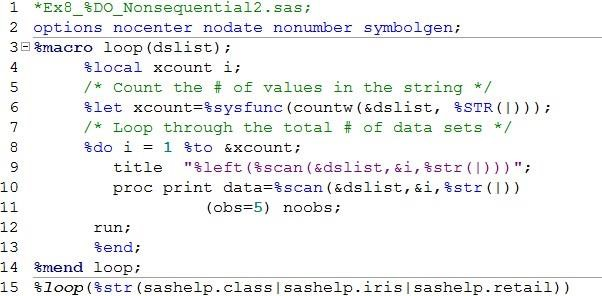 1 *Ex8_%DO_Nonsequential2.sas;
2 options nocenter nodate nonumber symbolgen;
3 %macro loop(dslist);
4 %local xcount i;
5 /* Count the # of values in the string */
6 %let xcount=%sysfunc(countw(&dslist, %STR(|)));
7 /* Loop through the total # of data sets */
8 %do i = 1 %to &xcount;
9 title "%left(%scan(&dslist,&i,%str(|)))";
10 proc print data=%scan(&dslist,&i,%str(|))
11 (obs=5) noobs;
12 run;
13 %end;
14 %mend loop;
15 %loop(%str(sashelp.class|sashelp.iris|sashelp.retail))